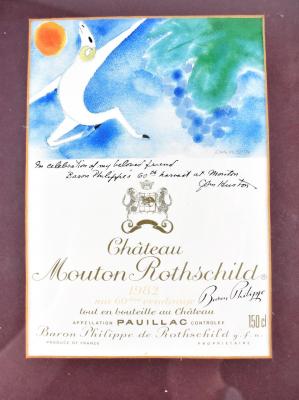 JOHN HUSTON
In celebration of my beloved friend
Baron Philippe's 60th harvest at Mouton
John Huston
Château
Mouton Rothschild
1982
ma 60ème vendange
Baron Philippe
tout en bouteille au Château
150 cl
APPELLATION PAUILLAC CONTROLÉE
Baron Philippe de Rothschild g.f.a.
PRODUCE OF FRANCE PROPRIÉTAIRE